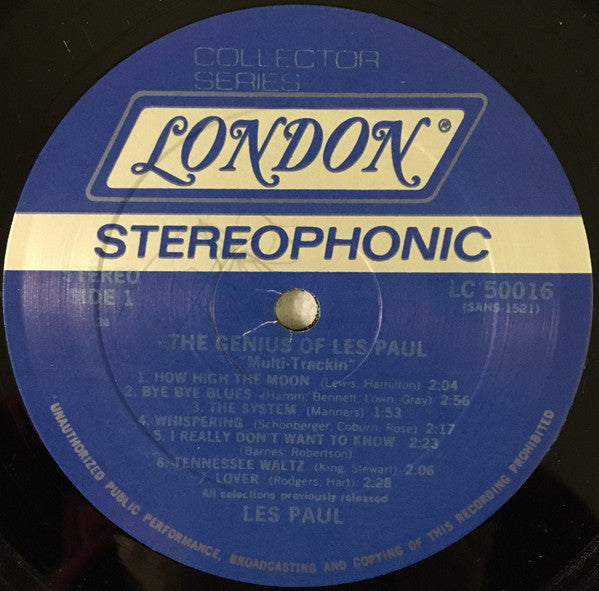 COLLECTOR
SERIES
LONDON®
STEREOPHONIC
STEREO
SIDE 1
LC 50016
(SAHS-1521)
THE GENIUS OF LES PAUL
"Multi-Trackin"
1. HOW HIGH THE MOON (Lewis, Hamilton) 2:04
2. BYE BYE BLUES (Hamm, Bennett, Lown, Gray) 2:56
3. THE SYSTEM (Manners) 1:53
4. WHISPERING (Schonberger, Coburn, Rose) 2:17
5. I REALLY DON'T WANT TO KNOW 2:23
(Barnes, Robertson)
6. TENNESSEE WALTZ (King, Stewart) 2:06
7. LOVER (Rodgers, Hart) 2:28
All selections previously released
LES PAUL
UNAUTHORIZED PUBLIC PERFORMANCE, BROADCASTING AND COPYING OF THIS RECORDING PROHIBITED